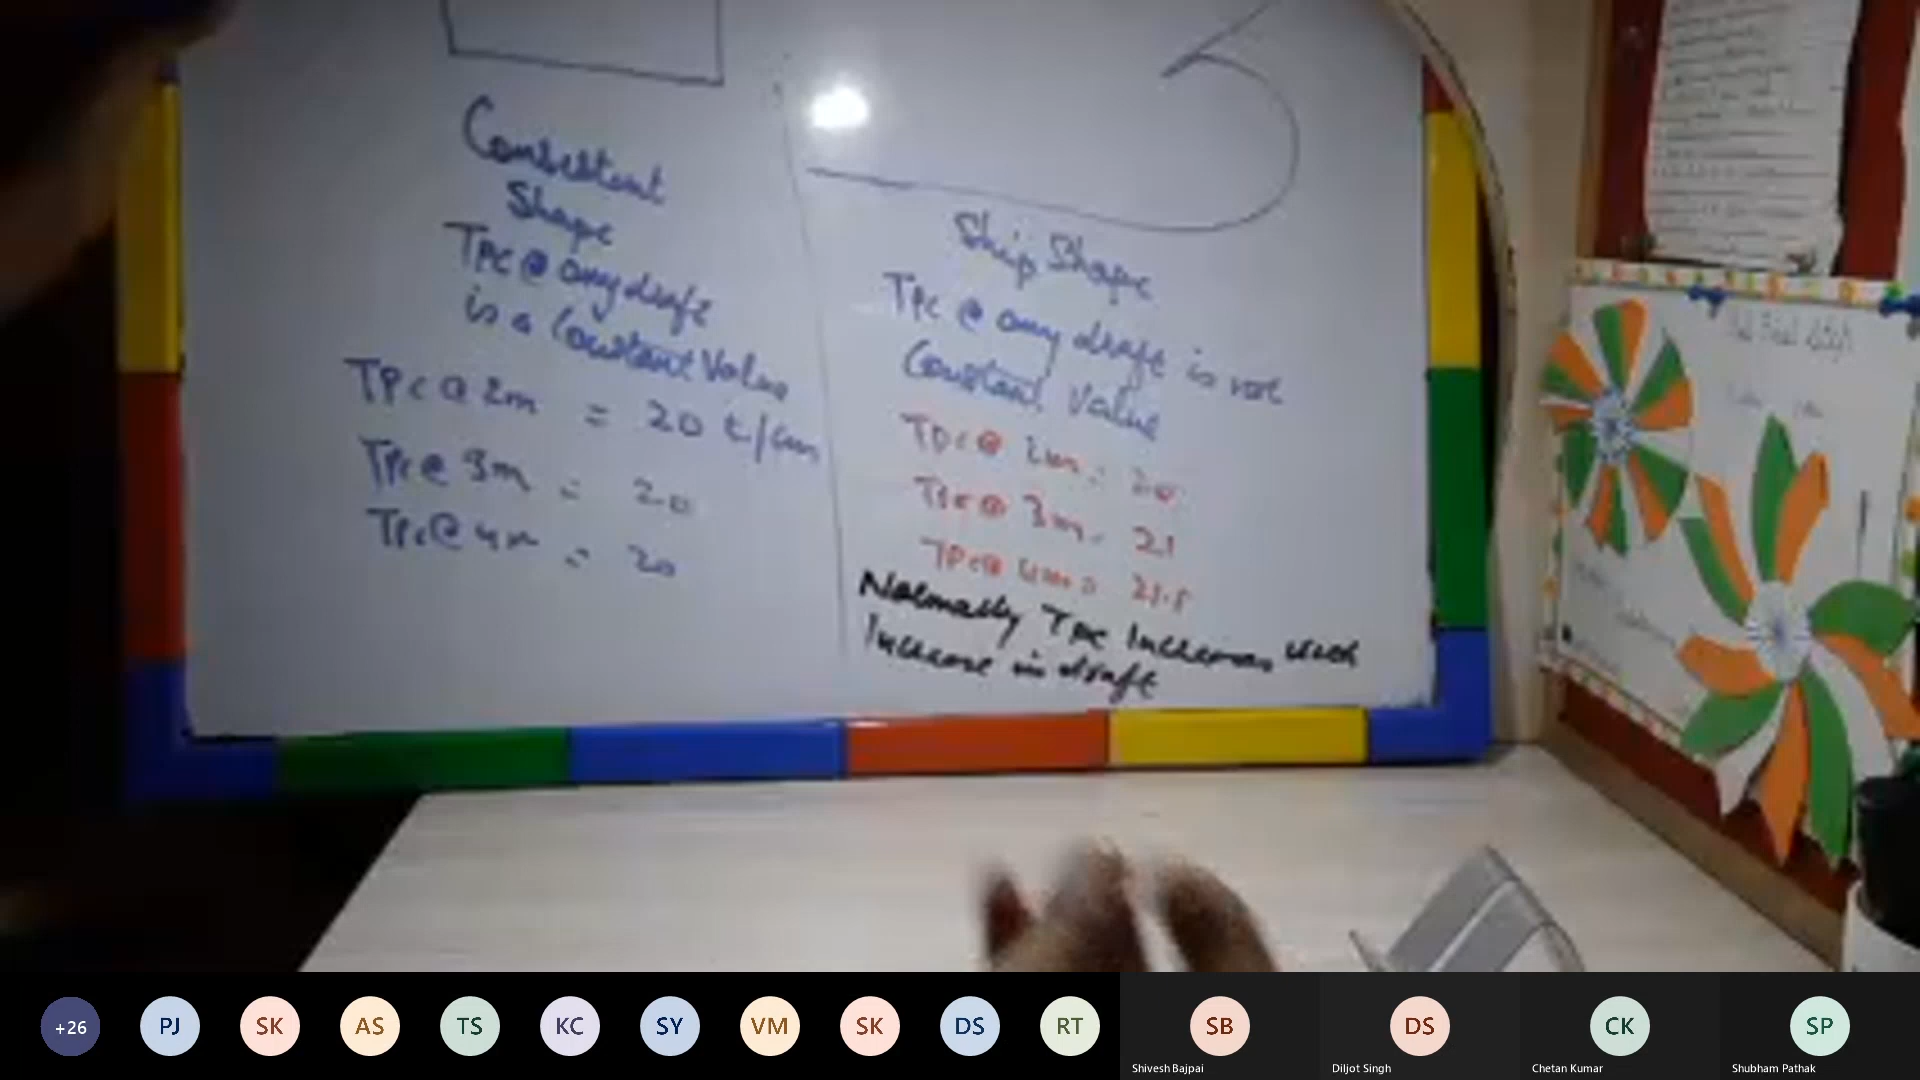 Consistent
Shape
TPC @ any draft
is a Constant Value
TPC @ 2m = 20 t/cm
TPC @ 3m = 20
TPC @ 4m = 20
Ship Shape
TPC @ any draft is not
Constant Value
TPC @ 2m = 20
TPC @ 3m = 21
TPC @ 4m = 21.5
Normally TPC Increases with
Increase in draft
+26
PJ
SK
AS
TS
KC
SY
VM
SK
DS
RT
SB
Shivesh Bajpai
DS
Diljot Singh
CK
Chetan Kumar
SP
Shubham Pathak